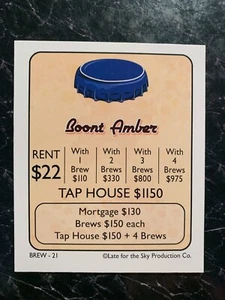 Boont Amber
RENT
$22
With
1
Brew
$110
With
2
Brews
$330
With
3
Brews
$800
With
4
Brews
$975
TAP HOUSE $1150
Mortgage $130
Brews $150 each
Tap House $150 + 4 Brews
BREW - 21
©Late for the Sky Production Co.